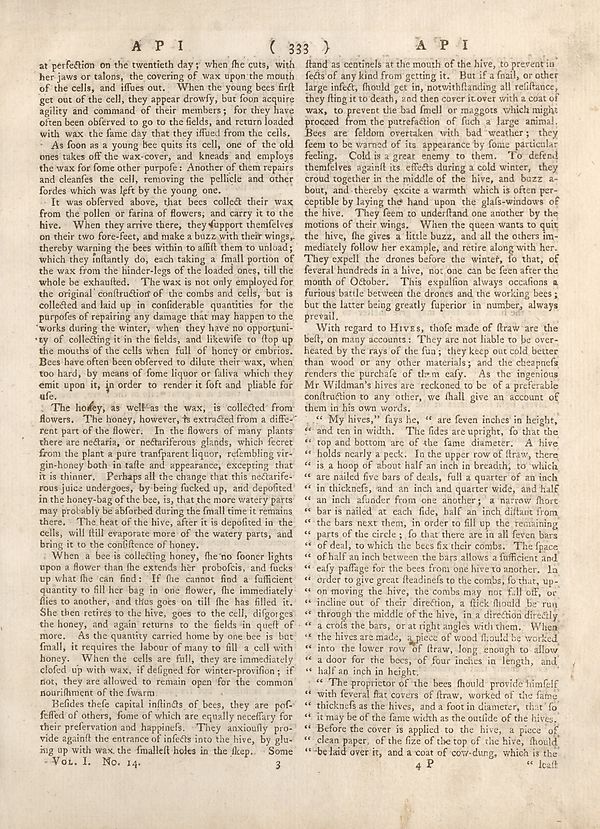 A P I ( 333 ) A P I
at perfection on the twentieth day; when ſhe cuts, with
her jaws or talons, the covering of wax upon the mouth
of the cells, and iſſues out. When the young bees firſt
get out of the cell, they appear drowſy, but ſoon acquire
agility and command of their members; for they have
often been obſerved to go to the fields, and return loaded
with wax the ſame day that they iſſued from the cells.
As ſoon as a young bee quits its cell, one of the old
ones takes off the wax-cover, and kneads and employs
the wax for ſome other purpoſe: Another of them repairs
and cleanſes the cell, removing the pellicle and other
ſordes which was left by the young one.
It was obſerved above, that bees collect their wax
from the pollen or farina of flowers, and carry it to the
hive. When they arrive there, they ſupport themſelves
on their two fore-feet, and make a buzz with their wings,
thereby warning the bees within to aſſiſt them to unload;
which they inſtantly do, each taking a ſmall portion of
the wax from the hinder-legs of the loaded ones, till the
whole be exhauſted. The wax is not only employed for
the original conſtruction of the combs and cells, but is
collected and laid up in conſiderable quantities for the
purpoſes of repairing any damage that may happen to the
works during the winter, when they have no opportuni-
ty of collecting it in the fields, and likewiſe to ſtop up
the mouths of the cells when full of honey or embrios.
Bees have often been obſerved to dilute their wax, when
too hard, by means of ſome liquor or ſaliva which they
emit upon it, in order to render it ſoft and pliable for
uſe.
The honey, as well as the wax, is collected from
flowers. The honey, however, is extracted from a diffe-
rent part of the flower. In the flowers of many plants
there are nectaria, or nectariferous glands, which ſecret
from the plant a pure tranſparent liquor, reſembling vir-
gin-honey both in taſte and appearance, excepting that
it is thinner. Perhaps all the change that this nectarife-
rous juice undergoes, by being ſucked up, and depoſited
in the honey-bag of the bee, is, that the more watery parts
may probably be abſorbed during the ſmall time it remains
there. The heat of the hive, after it is depoſited in the
cells, will ſtill evaporate more of the watery parts, and
bring it to the conſiſtence of honey.
When a bee is collecting honey, ſhe no ſooner lights
upon a flower than ſhe extends her proboſcis, and ſucks
up what ſhe can find: If ſhe cannot find a ſufficient
quantity to fill her bag in one flower, ſhe immediately
flies to another, and thus goes on till ſhe has filled it.
She then retires to the hive, goes to the cell, diſgorges
the honey, and again returns to the fields in queſt of
more. As the quantity carried home by one bee is but
ſmall, it requires the labour of many to fill a cell with
honey. When the cells are full, they are immediately
cloſed up with wax, if deſigned for winter-proviſion; if
not, they are allowed to remain open for the common
nouriſhment of the ſwarm
Beſides theſe capital inſtincts of bees, they are poſ-
ſeſſed of others, ſome of which are equally neceſſary for
their preſervation and happineſs. They anxiouſly pro-
vide againſt the entrance of inſects into the hive, by glu-
ing up with wax the ſmalleſt holes in the ſkep. Some
Vol. I. No. 14. 3
ſtand as centinels at the mouth of the hive, to prevent in
ſects of any kind from getting it. But if a ſnail, or other
large inſect, ſhould get in, notwithſtanding all reſiſtance,
they ſting it to death, and then cover it over with a coat of
wax, to prevent the bad ſmell or maggots which might
proceed from the putrefaction of ſuch a large animal.
Bees are ſeldom overtaken with bad weather; they
ſeem to be warned of its appearance by ſome particular
feeling. Cold is a great enemy to them. To defend
themſelves againſt its effects during a cold winter, they
croud together in the middle of the hive, and buzz a-
bout, and thereby excite a warmth which is often per-
ceptible by laying the hand upon the glaſs-windows of
the hive. They ſeem to underſtand one another by the
motions of their wings. When the queen wants to quit
the hive, ſhe gives a little buzz, and all the others im-
mediately follow her example, and retire along with her.
They expell the drones before the winter, ſo that, of
ſeveral hundreds in a hive, not one can be ſeen after the
month of October. This expulſion always occaſions a
furious battle between the drones and the working bees;
but the latter being greatly ſuperior in number, always
prevail.
With regard to HIVES, thoſe made of ſtraw are the
beſt, on many accounts: They are not liable to be over-
heated by the rays of the ſun; they keep out cold better
than wood or any other materials; and the cheapneſs
renders the purchaſe of them eaſy. As the ingenious
Mr Wildman's hives are reckoned to be of a preferable
conſtruction to any other, we ſhall give an account of
them in his own words.
" My hives," ſays he, " are ſeven inches in height,
" and ten in width. The ſides are upright, ſo that the
" top and bottom are of the ſame diameter. A hive
" holds nearly a peck. In the upper row of ſtraw, there
" is a hoop of about half an inch in breadth, to which
" are nailed five bars of deals, full a quarter of an inch
" in thickneſs, and an inch and quarter wide, and half
" an inch aſunder from one another; a narrow ſhort
" bar is nailed at each ſide, half an inch diſtant from
" the bars next them, in order to fill up the remaining
" parts of the circle; ſo that there are in all ſeven bars
" of deal, to which the bees fix their combs. The ſpace
" of half an inch between the bars allows a ſufficient and
" eaſy paſſage for the bees from one hive to another. In
" order to give great ſteadineſs to the combs, ſo that, up-
" on moving the hive, the combs may not fall off, or
" incline out of their direction, a ſtick ſhould be run
" through the middle of the hive, in a direction directly
" a croſs the bars, or at right angles with them. When
" the hives are made, a piece of wood ſhould be worked
" into the lower row of ſtraw, long enough to allow
" a door for the bees, of four inches in length, and
" half an inch in height.
" The proprietor of the bees ſhould provide himſelf
" with ſeveral flat covers of ſtraw, worked of the ſame
" thickneſs as the hives, and a foot in diameter, that ſo
" it may be of the ſame width as the outſide of the hives.
" Before the cover is applied to the hive, a piece of
" clean paper, of the ſize of the top of the hive, ſhould
" be laid over it, and a coat of cow-dung, which is the
4 P " leaſt